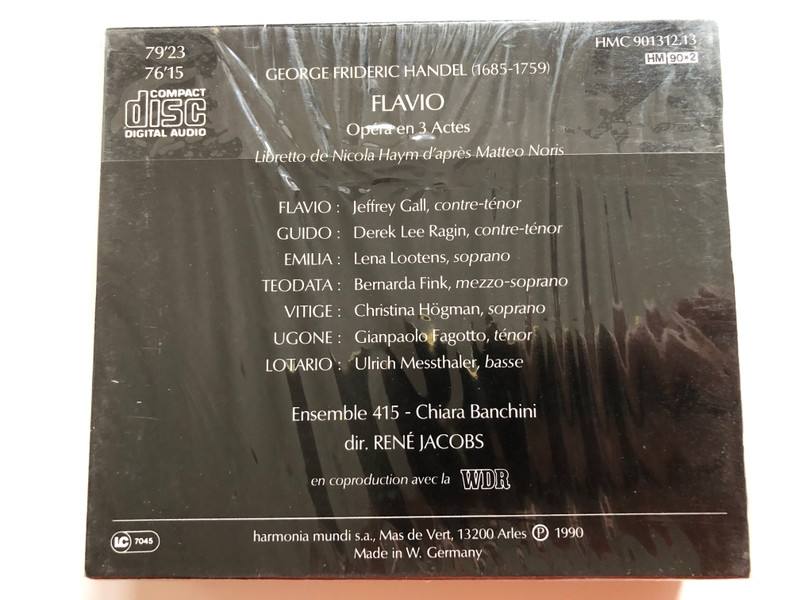 79'23
76'15
COMPACT
disc
DIGITAL AUDIO
HMC 901312.13
HM 90•2
GEORGE FRIDERIC HANDEL (1685-1759)
FLAVIO
Opéra en 3 Actes
Libretto de Nicola Haym d'après Matteo Noris
FLAVIO : Jeffrey Gall, contre-ténor
GUIDO : Derek Lee Ragin, contre-ténor
EMILIA : Lena Lootens, soprano
TEODATA : Bernarda Fink, mezzo-soprano
VITIGE : Christina Högman, soprano
UGONE : Gianpaolo Fagotto, ténor
LOTARIO : Ulrich Messthaler, basse
Ensemble 415 - Chiara Banchini
dir. RENÉ JACOBS
en coproduction avec la WDR
LC 7045
harmonia mundi s.a., Mas de Vert, 13200 Arles Ⓟ 1990
Made in W. Germany